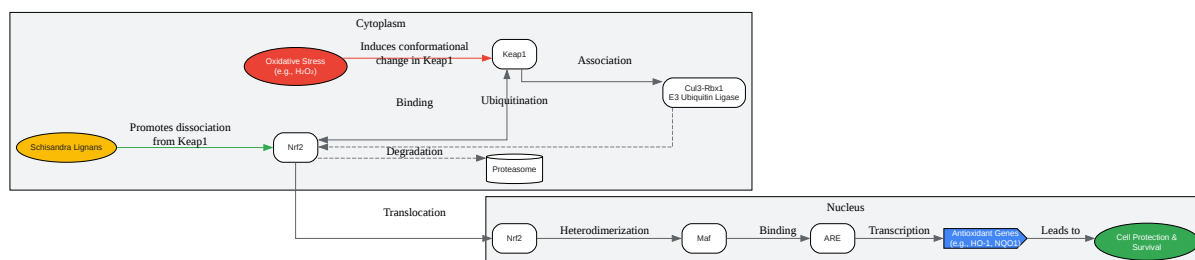 Cytoplasm
Oxidative Stress
(e.g., H₂O₂)
Induces conformational
change in Keap1
Keap1
Association
Cul3-Rbx1
E3 Ubiquitin Ligase
Binding
Ubiquitination
Schisandra Lignans
Promotes dissociation
from Keap1
Nrf2
Degradation
Proteasome
Translocation
Nucleus
Nrf2
Heterodimerization
Maf
Binding
ARE
Transcription
Antioxidant Genes
(e.g., HO-1, NQO1)
Leads to
Cell Protection &
Survival